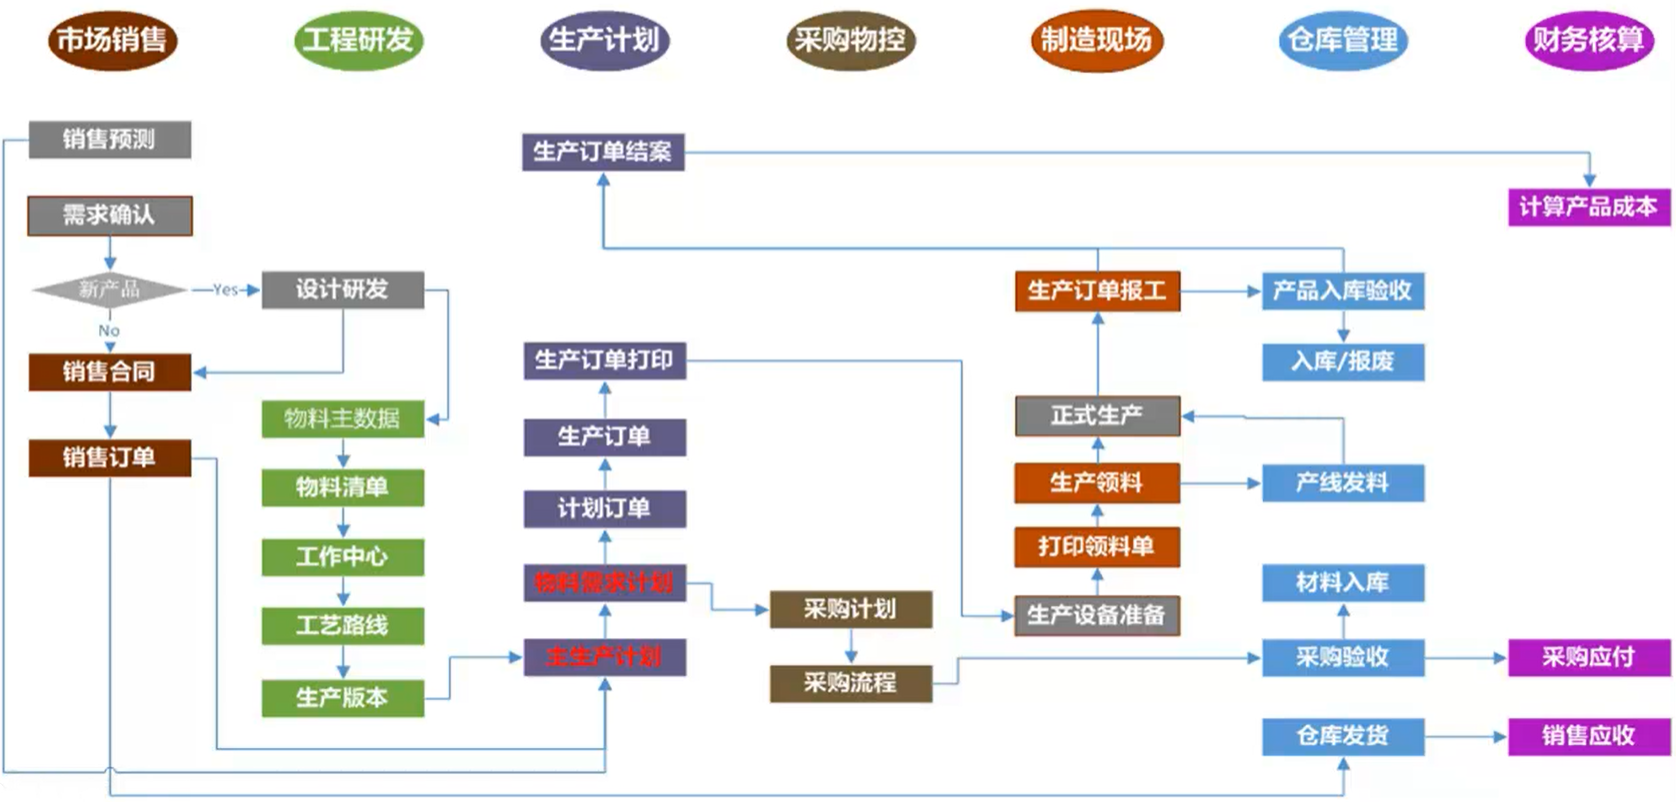 市场销售
工程研发
生产计划
采购物控
制造现场
仓库管理
财务核算
销售预测
需求确认
新产品
Yes
No
销售合同
销售订单
设计研发
物料主数据
物料清单
工作中心
工艺路线
生产版本
生产订单结案
生产订单打印
生产订单
计划订单
物料需求计划
主生产计划
采购计划
采购流程
生产订单报工
正式生产
生产领料
打印领料单
生产设备准备
产品入库验收
入库/报废
产线发料
材料入库
采购验收
仓库发货
计算产品成本
采购应付
销售应收